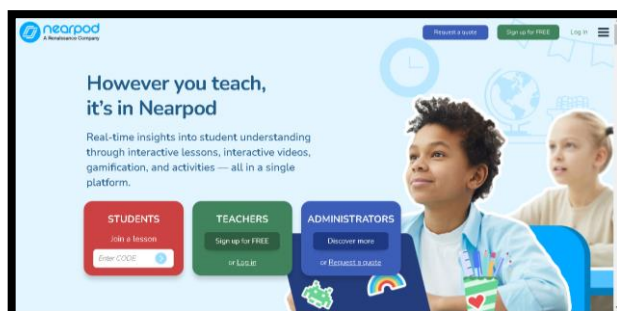 nearpod
A Renaissance Company
Request a quote
Sign up for FREE
Log in
However you teach,
it's in Nearpod
Real-time insights into student understanding
through interactive lessons, interactive videos,
gamification, and activities — all in a single
platform.
STUDENTS
Join a lesson
Enter CODE
TEACHERS
Sign up for FREE
or Log in
ADMINISTRATORS
Discover more
or Request a quote